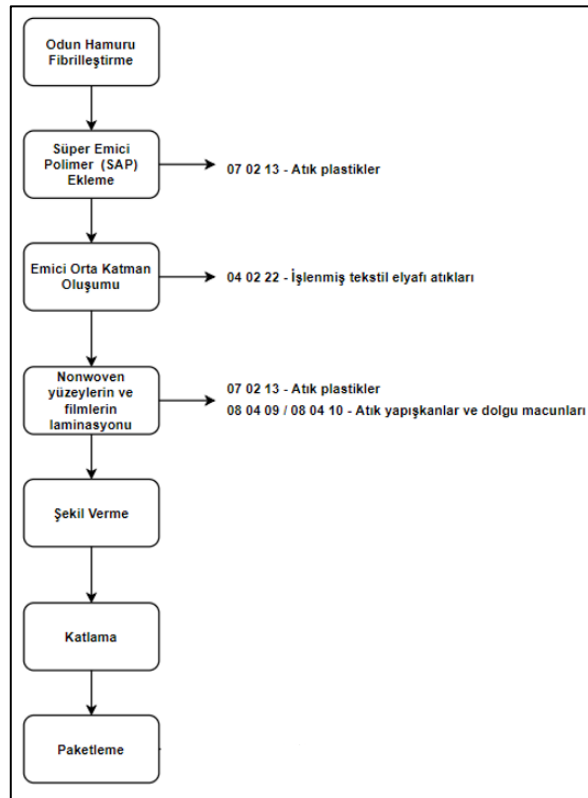 Odun Hamuru
Fibrilleştirme
Süper Emici
Polimer (SAP)
Ekleme
07 02 13 - Atık plastikler
Emici Orta Katman
Oluşumu
04 02 22 - İşlenmiş tekstil elyafı atıkları
Nonwoven
yüzeylerin ve
filmlerin
laminasyonu
07 02 13 - Atık plastikler
08 04 09 / 08 04 10 - Atık yapışkanlar ve dolgu macunları
Şekil Verme
Katlama
Paketleme